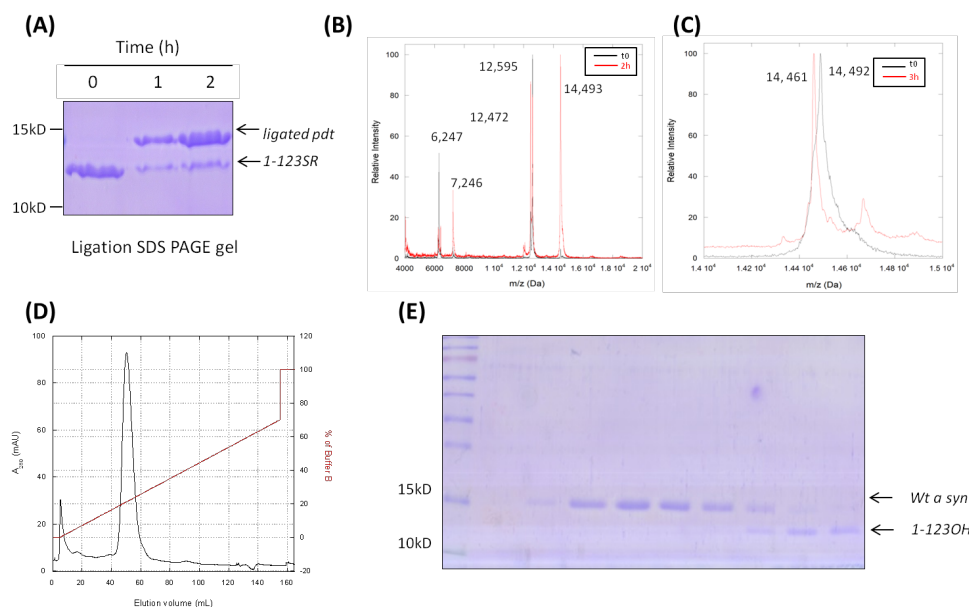 (A)
Time (h)
0 1 2
15kD
10kD
ligated pdt
1-123SR
Ligation SDS PAGE gel
(B)
Relative Intensity
100
80
60
40
20
0
6,247
7,246
12,472
12,595
14,493
t0
2h
4000 6000 8000 1 10⁴ 1.2 10⁴ 1.4 10⁴ 1.6 10⁴ 1.8 10⁴ 2 10⁴
m/z (Da)
(C)
Relative Intensity
100
80
60
40
20
0
14, 461
14, 492
t0
3h
1.4 10⁴ 1.42 10⁴ 1.44 10⁴ 1.46 10⁴ 1.48 10⁴ 1.5 10⁴
m/z (Da)
(D)
A280 (mAU)
100
80
60
40
20
0
-20
0 20 40 60 80 100 120 140 160
Elution volume (mL)
120
110
100
80
60
40
20
0
-20
% of Buffer B
(E)
15kD
10kD
Wt a syn
1-123OH